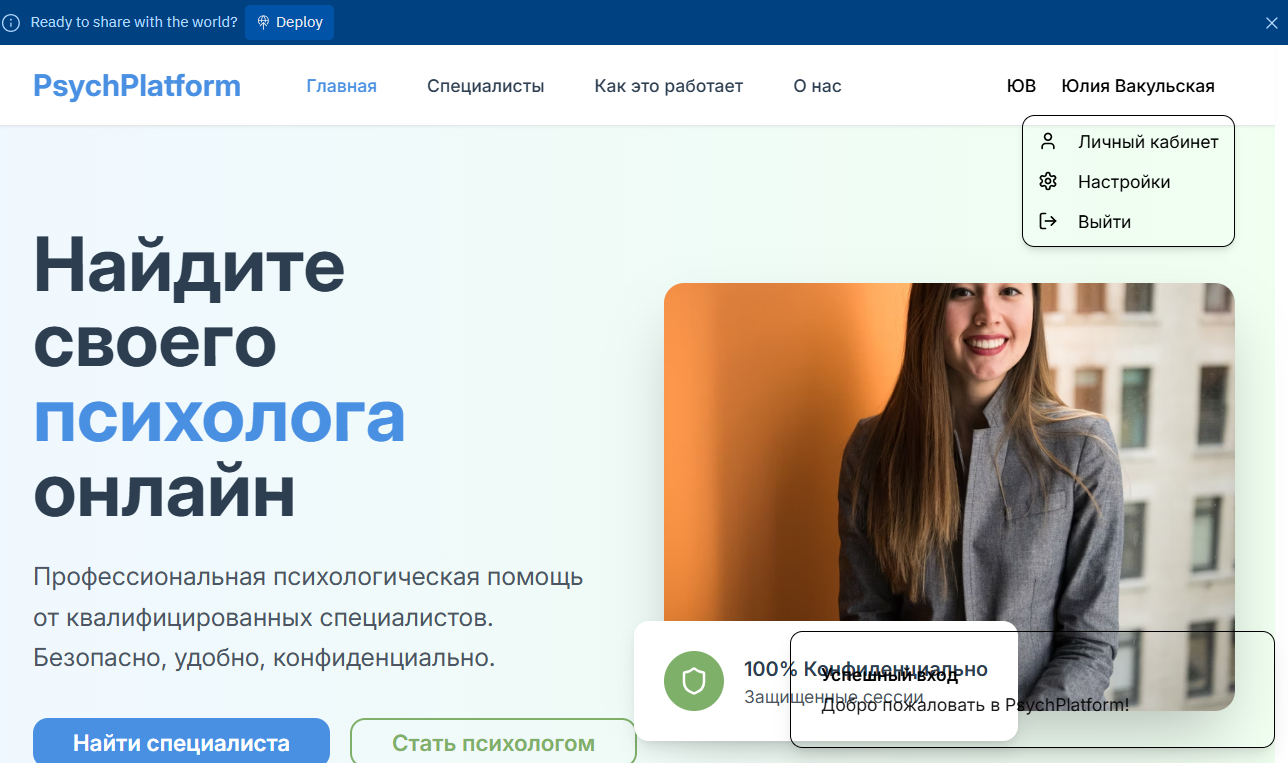 Ready to share with the world? Deploy
PsychPlatform Главная Специалисты Как это работает О нас ЮВ Юлия Вакульская
Личный кабинет
Настройки
Выйти
Найдите
своего
психолога
онлайн
Профессиональная психологическая помощь
от квалифицированных специалистов.
Безопасно, удобно, конфиденциально.
Найти специалиста
Стать психологом
100% Конфиденциально
Защищенные сессии
Успешный вход
Добро пожаловать в PsychPlatform!